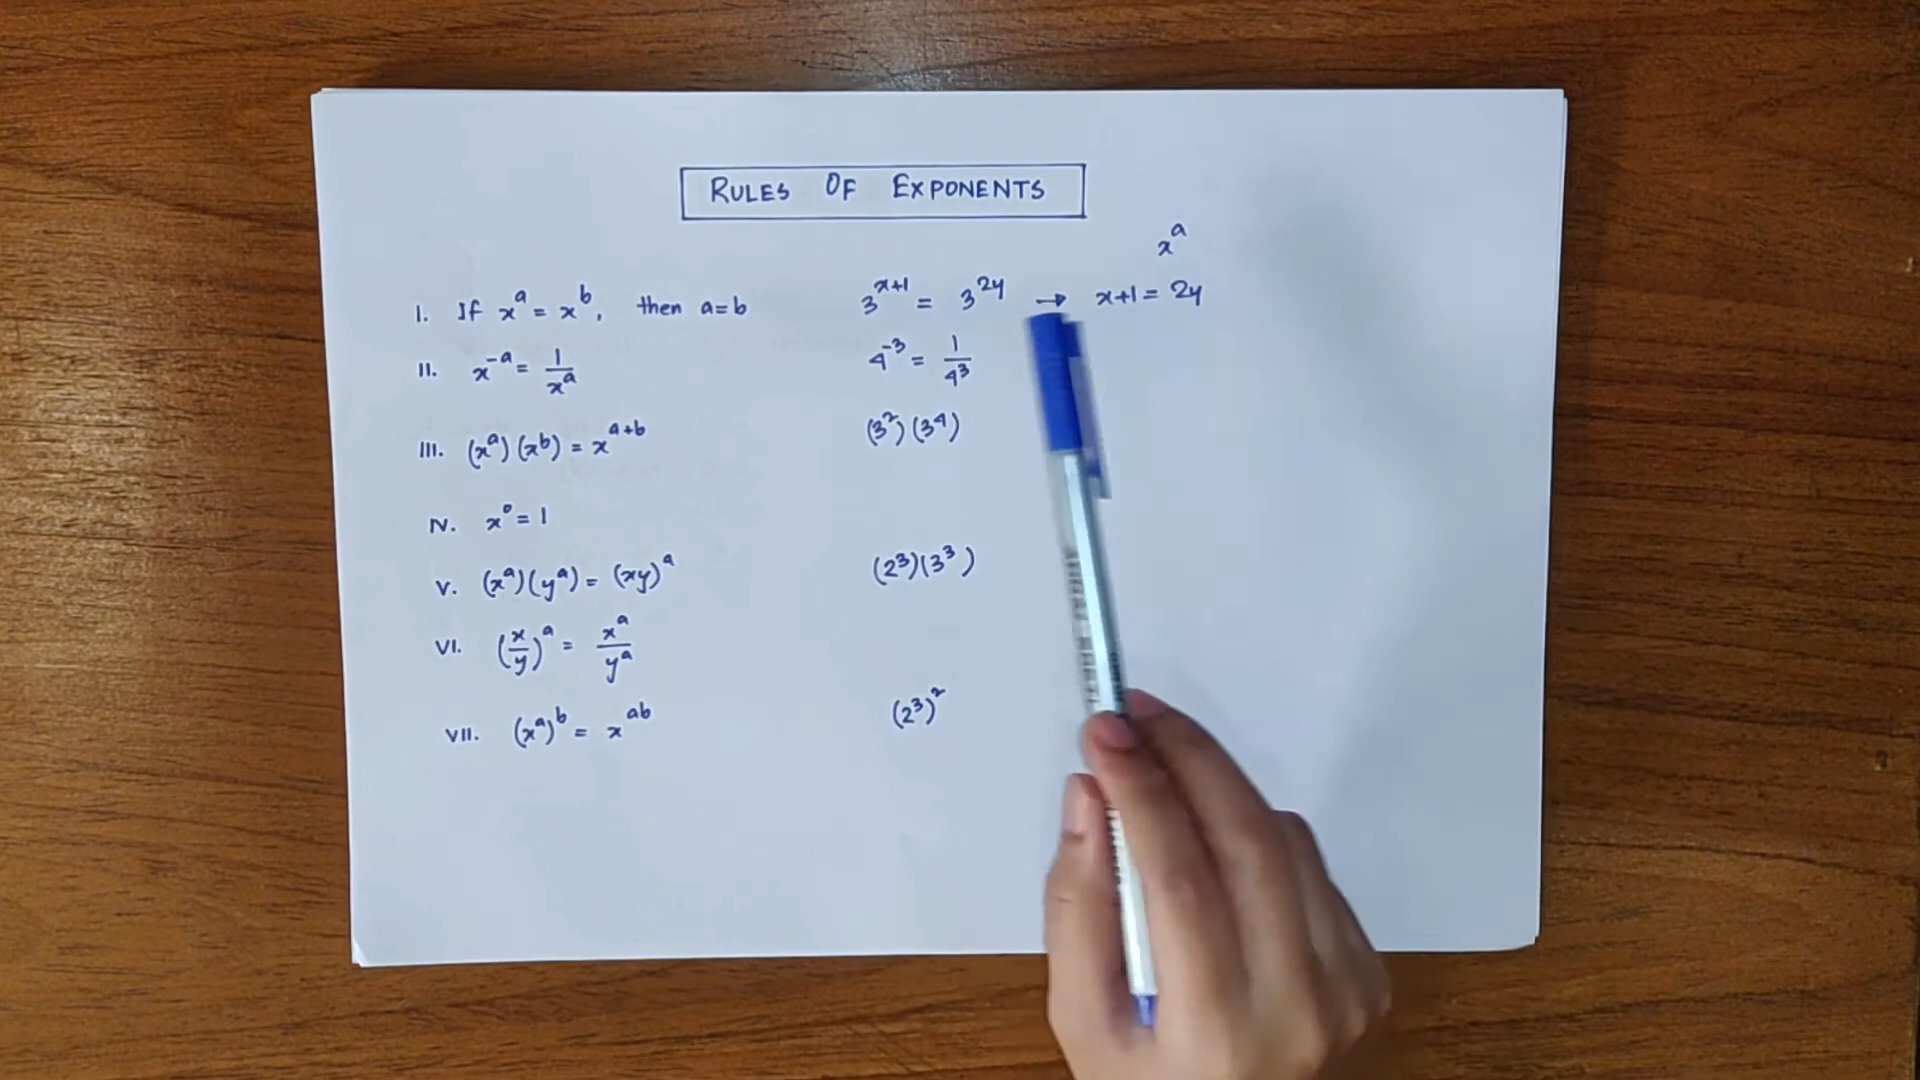 RULES OF EXPONENTS
x^a
I. If x^a = x^b, then a=b 3^(x+1) = 3^(2y) → x+1 = 2y
II. x^(-a) = 1/x^a 4^(-3) = 1/4^3
III. (x^a)(x^b) = x^(a+b) (3^2)(3^4)
IV. x^0 = 1
V. (x^a)(y^a) = (xy)^a (2^3)(3^3)
VI. (x/y)^a = x^a/y^a
VII. (x^a)^b = x^(ab) (2^3)^2